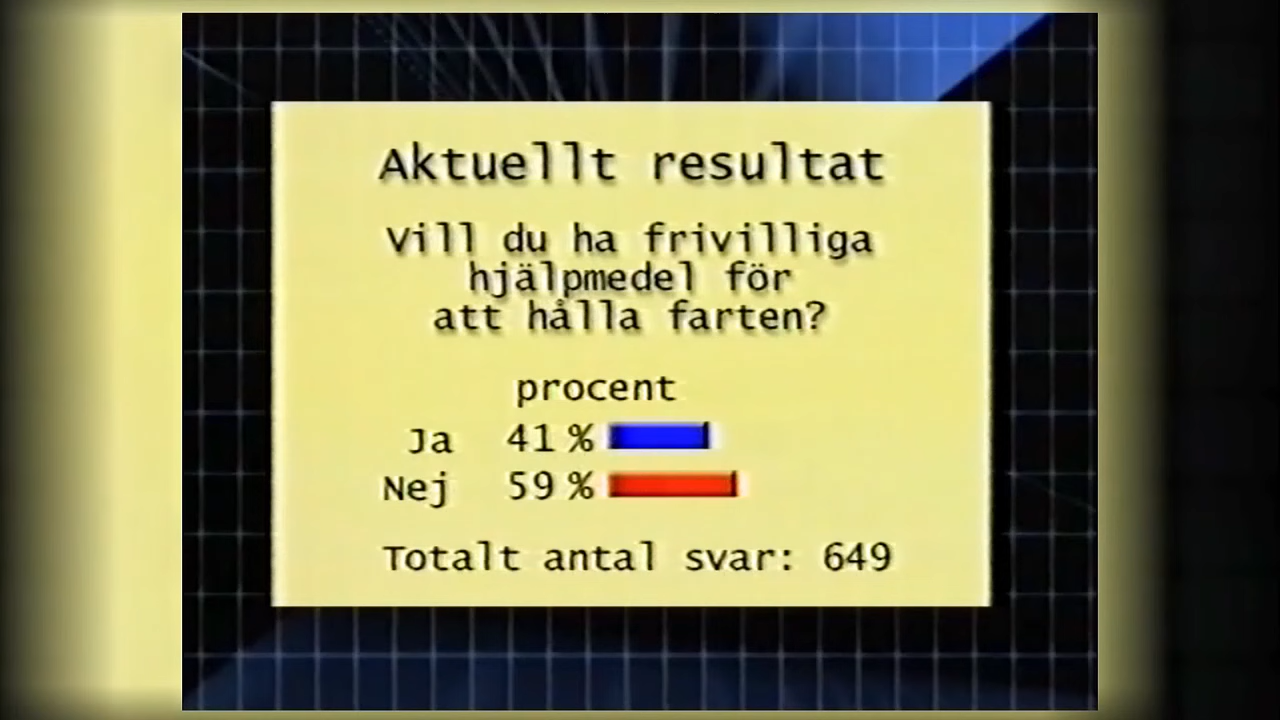 Aktuellt resultat
Vill du ha frivilliga
hjälpmedel för
att hålla farten?
procent
Ja 41 %
Nej 59 %
Totalt antal svar: 649